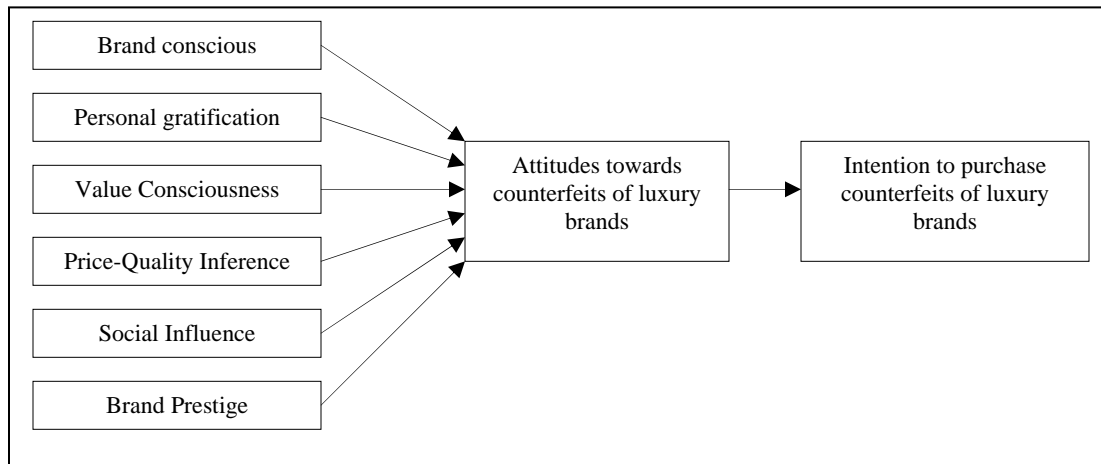 Brand conscious
Personal gratification
Value Consciousness
Price-Quality Inference
Social Influence
Brand Prestige
Attitudes towards
counterfeits of luxury
brands
Intention to purchase
counterfeits of luxury
brands